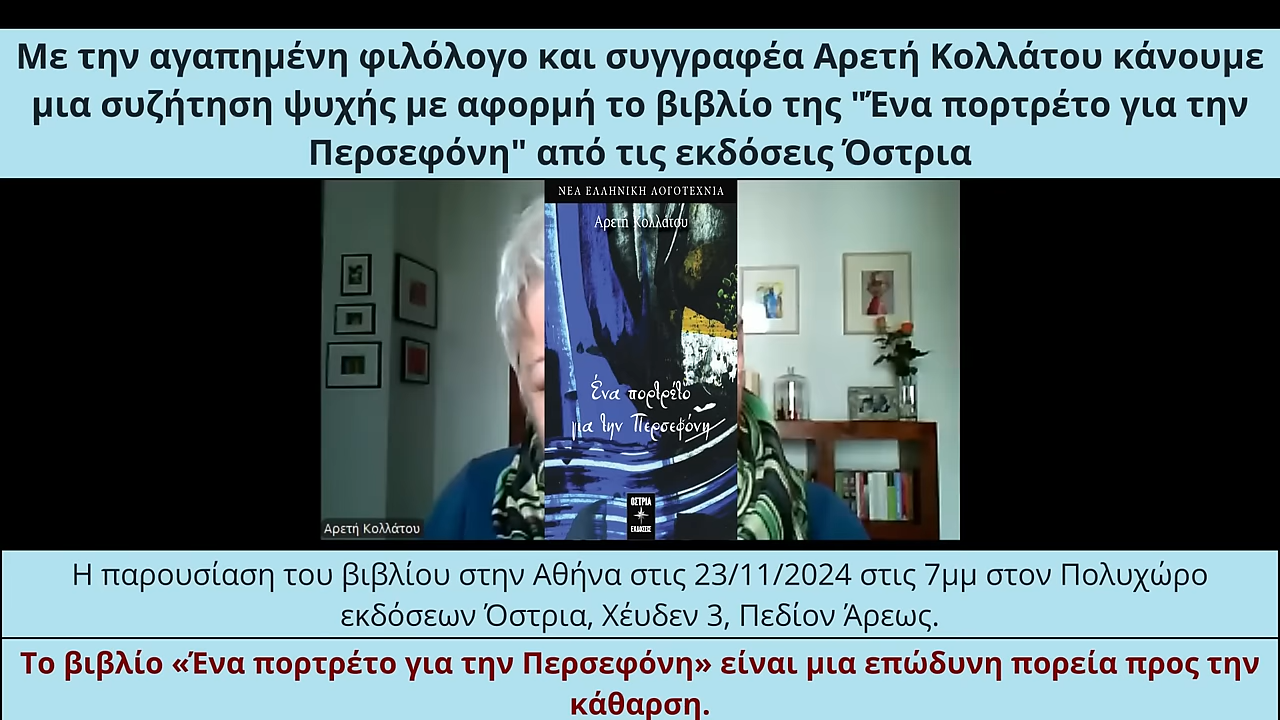 Με την αγαπημένη φιλόλογο και συγγραφέα Αρετή Κολλάτου κάνουμε
μια συζήτηση ψυχής με αφορμή το βιβλίο της "Ένα πορτρέτο για την
Περσεφόνη" από τις εκδόσεις Όστρια
ΝΕΑ ΕΛΛΗΝΙΚΗ ΛΟΓΟΤΕΧΝΙΑ
Αρετή Κολλάτου
Ένα πορτρέτο
για την Περσεφόνη
ΟΣΤΡΙΑ
ΕΚΔΟΣΕΙΣ
Αρετή Κολλάτου
Η παρουσίαση του βιβλίου στην Αθήνα στις 23/11/2024 στις 7μμ στον Πολυχώρο
εκδόσεων Όστρια, Χέυδεν 3, Πεδίον Άρεως.
Το βιβλίο «Ένα πορτρέτο για την Περσεφόνη» είναι μια επώδυνη πορεία προς την
κάθαρση.